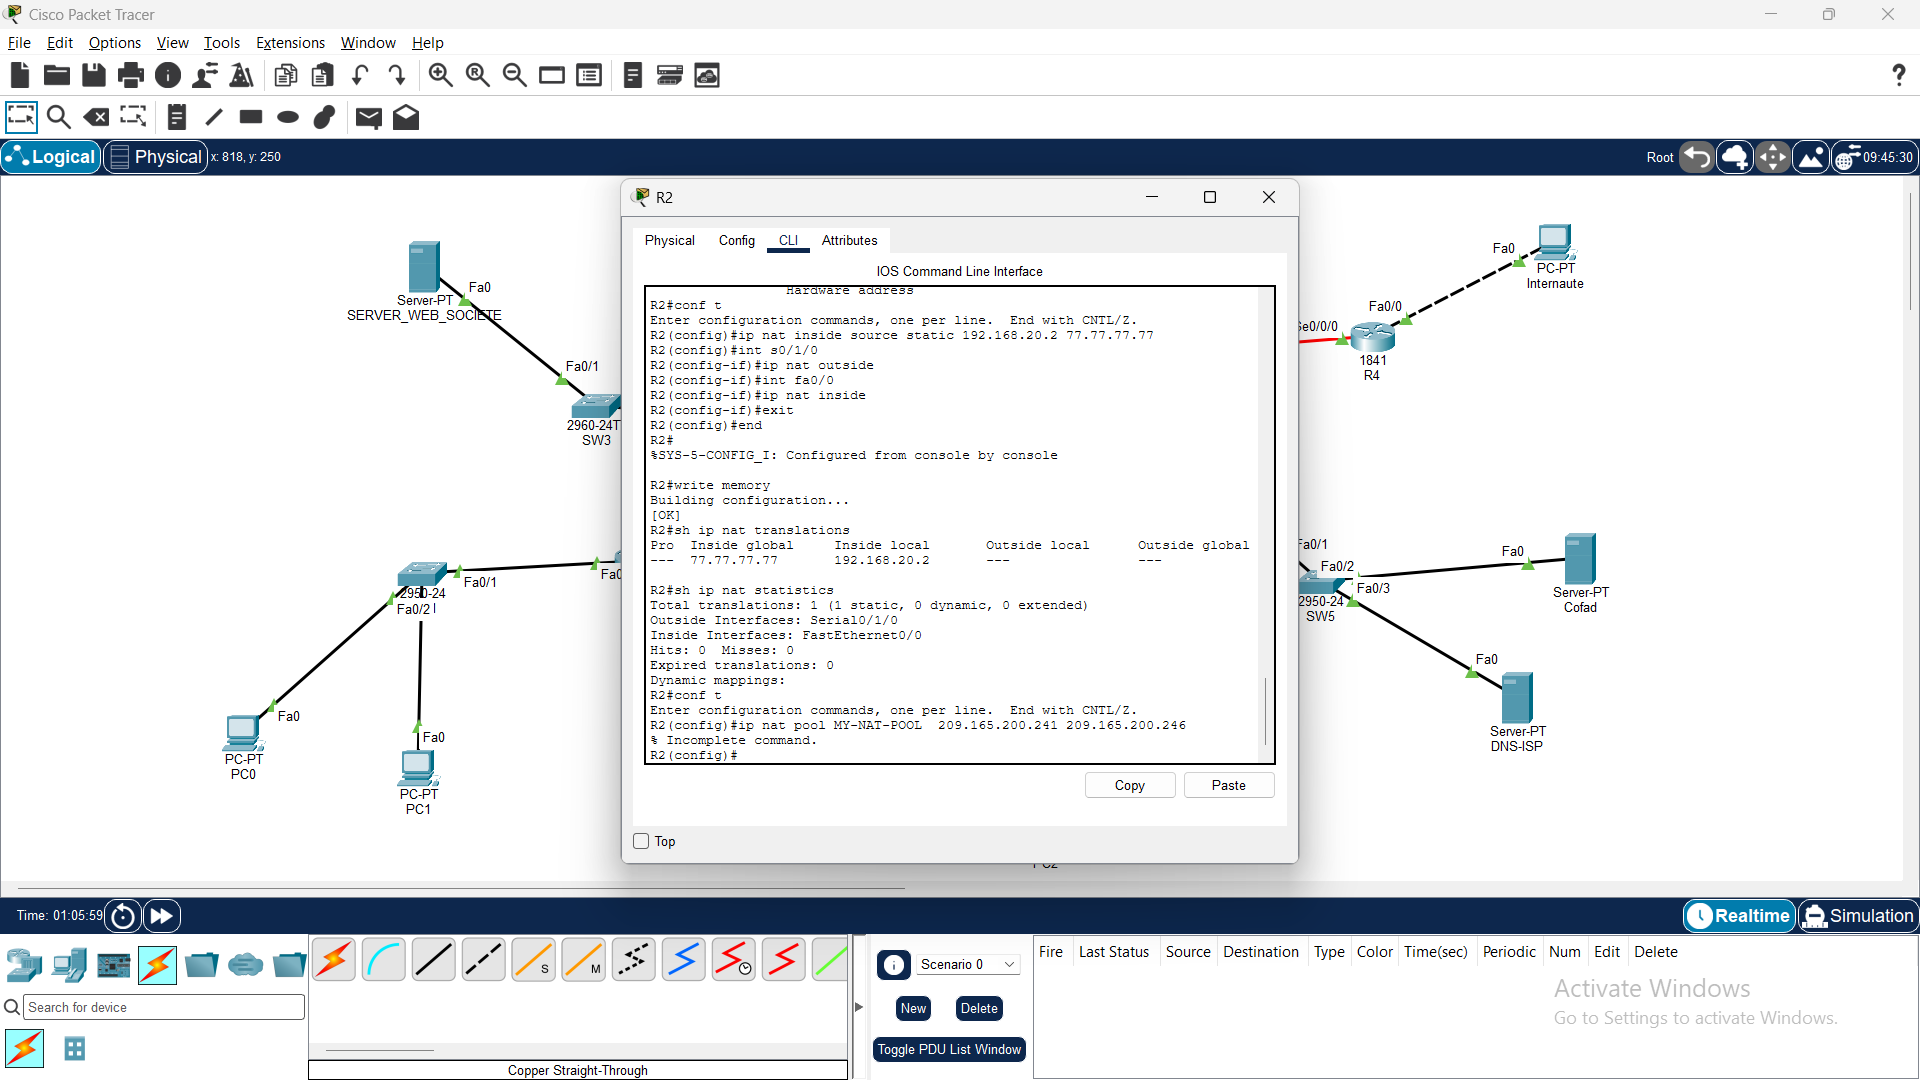 Cisco Packet Tracer
File Edit Options View Tools Extensions Window Help
Logical Physical x: 818, y: 250 Root 09:45:30
R2
Physical Config CLI Attributes
IOS Command Line Interface
Hardware address
R2#conf t
Enter configuration commands, one per line.  End with CNTL/Z.
R2(config)#ip nat inside source static 192.168.20.2 77.77.77.77
R2(config)#int s0/1/0
R2(config-if)#ip nat outside
R2(config-if)#int fa0/0
R2(config-if)#ip nat inside
R2(config-if)#exit
R2(config)#end
R2#
%SYS-5-CONFIG_I: Configured from console by console
R2#write memory
Building configuration...
[OK]
R2#sh ip nat translations
Pro  Inside global     Inside local       Outside local      Outside global
---  77.77.77.77       192.168.20.2       ---                ---
R2#sh ip nat statistics
Total translations: 1 (1 static, 0 dynamic, 0 extended)
Outside Interfaces: Serial0/1/0
Inside Interfaces: FastEthernet0/0
Hits: 0  Misses: 0
Expired translations: 0
Dynamic mappings:
R2#conf t
Enter configuration commands, one per line.  End with CNTL/Z.
R2(config)#ip nat pool MY-NAT-POOL  209.165.200.241 209.165.200.246
% Incomplete command.
R2(config)#
Copy Paste
Top
Fa0
Server-PT
SERVER_WEB_SOCIETE
Fa0/1
2960-24T
SW3
Fa0/1
2950-24
Fa0/2
Fa0
PC-PT
PC0
Fa0
PC-PT
PC1
Fa0
PC-PT
Internaute
Fa0/0
Se0/0/0
1841
R4
Fa0/1
Fa0/2
Fa0/3
2950-24
SW5
Fa0
Server-PT
Cofad
Fa0
Server-PT
DNS-ISP
PC2
Time: 01:05:59 Realtime Simulation
S
M
Search for device
Copper Straight-Through
Scenario 0
New Delete
Toggle PDU List Window
Fire Last Status Source Destination Type Color Time(sec) Periodic Num Edit Delete
Activate Windows
Go to Settings to activate Windows.